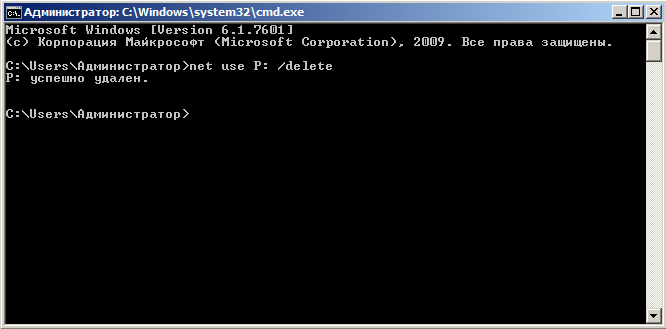 Администратор: C:\Windows\system32\cmd.exe
Microsoft Windows [Version 6.1.7601]
(c) Корпорация Майкрософт (Microsoft Corporation), 2009. Все права защищены.
C:\Users\Администратор>net use P: /delete
P: успешно удален.
C:\Users\Администратор>